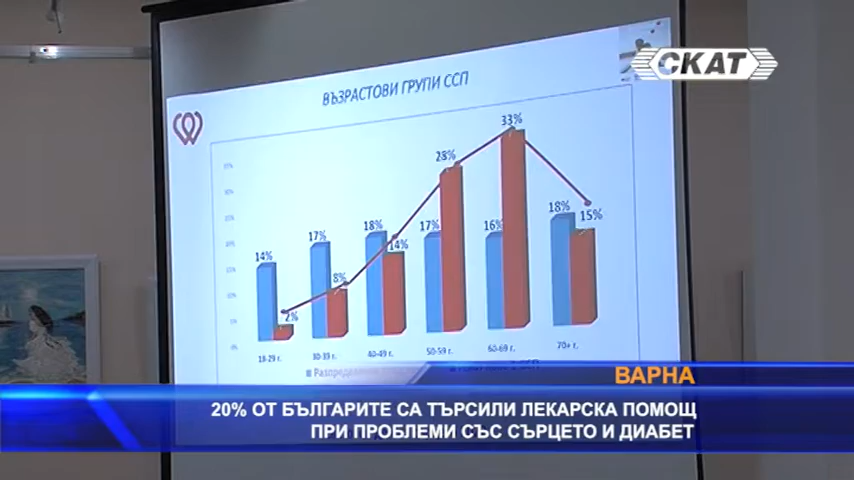 СКАТ
ВЪЗРАСТОВИ ГРУПИ ССП
33%
28%
18% 17% 16% 18% 15%
14% 17% 14%
8%
2%
18-29 г. 30-39 г. 40-49 г. 50-59 г. 60-69 г. 70+ г.
ВАРНА
20% ОТ БЪЛГАРИТЕ СА ТЪРСИЛИ ЛЕКАРСКА ПОМОЩ
ПРИ ПРОБЛЕМИ СЪС СЪРЦЕТО И ДИАБЕТ